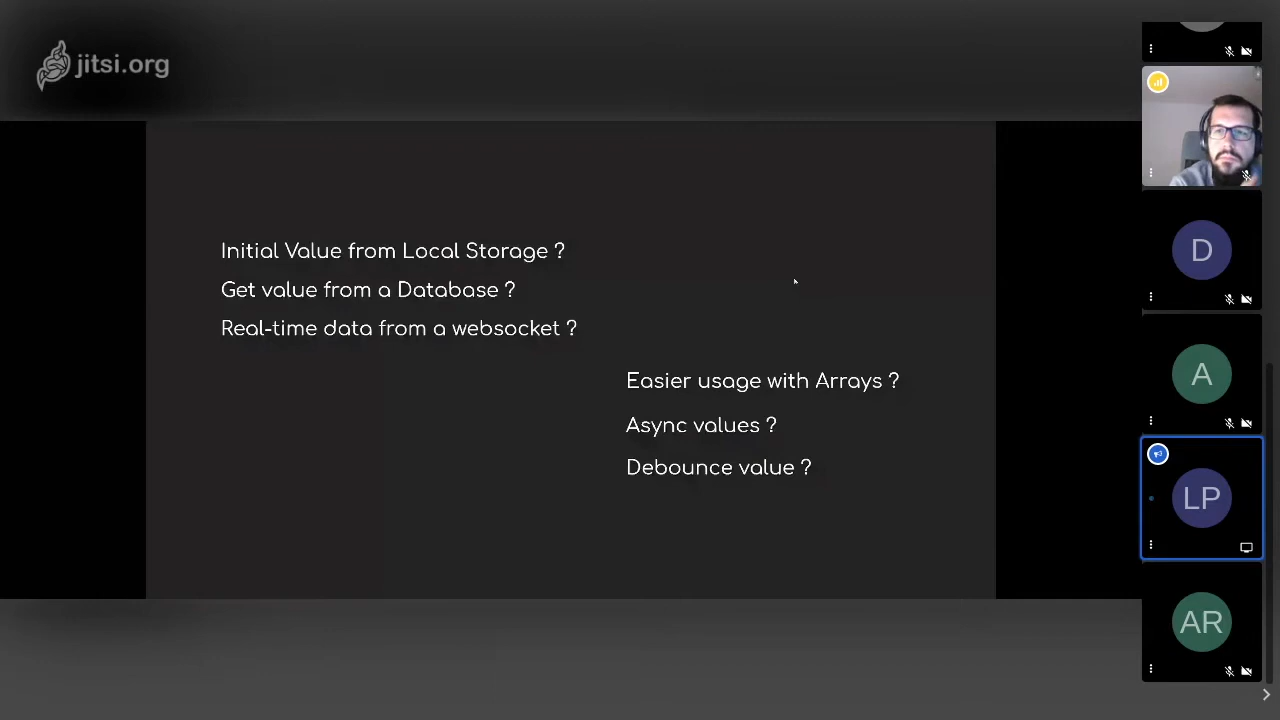 jitsi.org
Initial Value from Local Storage ?
Get value from a Database ?
Real-time data from a websocket ?
Easier usage with Arrays ?
Async values ?
Debounce value ?
D
A
LP
AR